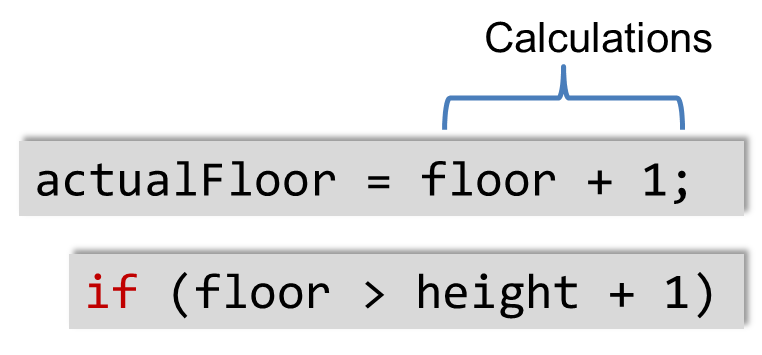 Calculations
actualFloor = floor + 1;
if (floor > height + 1)